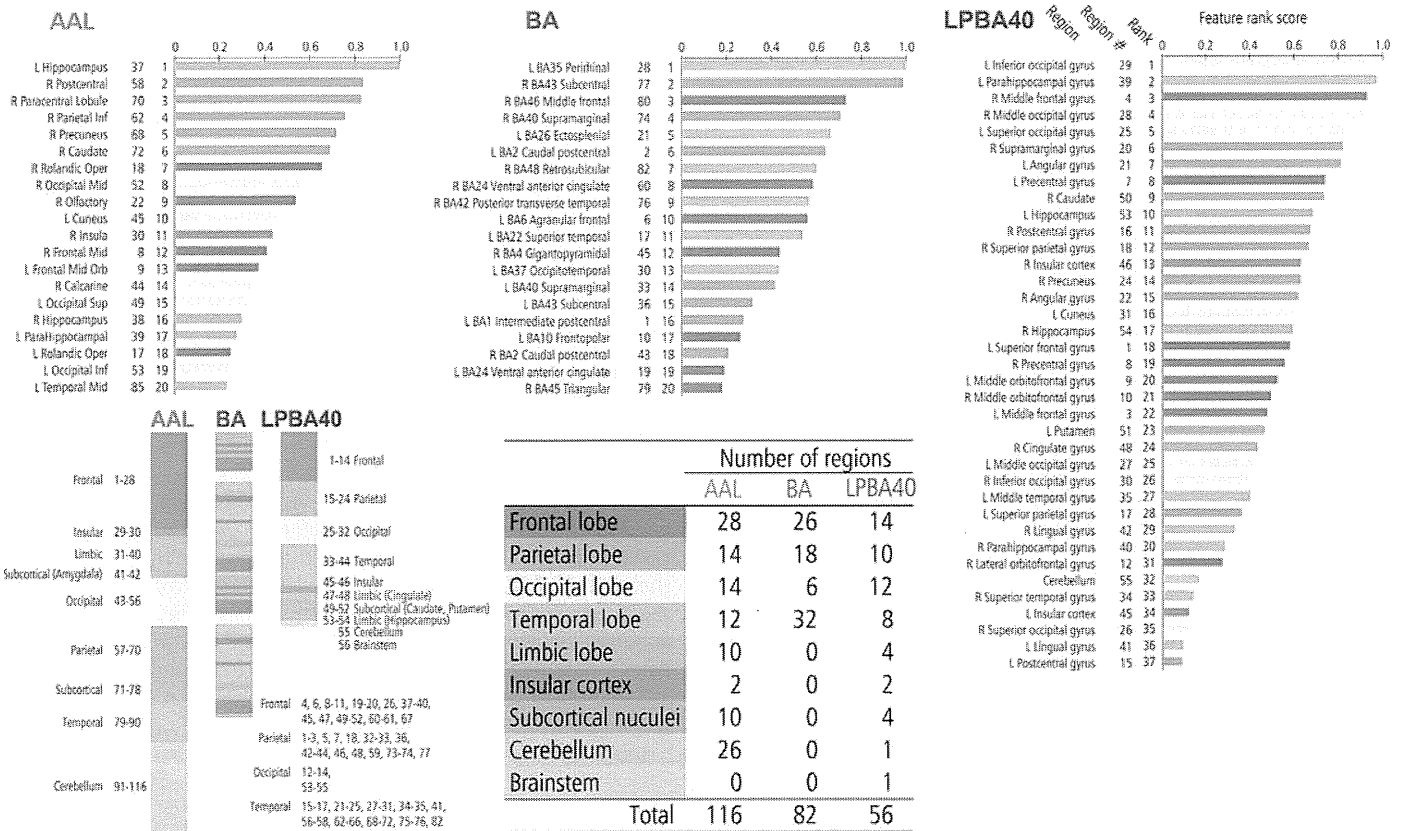 AAL
0 0.2 0.4 0.6 0.8 1.0
L Hippocampus 37 1
R Postcentral 58 2
R Paracentral Lobule 70 3
R Parietal Inf 62 4
R Precuneus 68 5
R Caudate 72 6
R Rolandic Oper 18 7
R Occipital Mid 52 8
R Olfactory 22 9
L Cuneus 45 10
R Insula 30 11
R Frontal Mid 8 12
L Frontal Mid Orb 9 13
R Calcarine 44 14
L Occipital Sup 49 15
R Hippocampus 38 16
L ParaHippocampal 39 17
L Rolandic Oper 17 18
L Occipital Inf 53 19
L Temporal Mid 85 20
BA
0 0.2 0.4 0.6 0.8 1.0
L BA35 Perirhinal 28 1
R BA43 Subcentral 77 2
R BA46 Middle frontal 80 3
R BA40 Supramarginal 74 4
L BA26 Ectosplenial 21 5
L BA2 Caudal postcentral 2 6
R BA48 Retrosubicular 82 7
R BA24 Ventral anterior cingulate 60 8
R BA42 Posterior transverse temporal 76 9
L BA6 Agranular frontal 6 10
L BA22 Superior temporal 17 11
R BA4 Gigantopyramidal 45 12
L BA37 Occipitotemporal 30 13
L BA40 Supramarginal 33 14
L BA43 Subcentral 36 15
L BA1 Intermediate postcentral 1 16
L BA10 Frontopolar 10 17
R BA2 Caudal postcentral 43 18
L BA24 Ventral anterior cingulate 19 19
R BA45 Triangular 79 20
LPBA40 Region Region # Rank Feature rank score
0 0.2 0.4 0.6 0.8 1.0
L Inferior occipital gyrus 29 1
L Parahippocampal gyrus 39 2
R Middle frontal gyrus 4 3
R Middle occipital gyrus 28 4
L Superior occipital gyrus 25 5
R Supramarginal gyrus 20 6
L Angular gyrus 21 7
L Precentral gyrus 7 8
R Caudate 50 9
L Hippocampus 53 10
R Postcentral gyrus 16 11
R Superior parietal gyrus 18 12
R Insular cortex 46 13
R Precuneus 24 14
R Angular gyrus 22 15
L Cuneus 31 16
R Hippocampus 54 17
L Superior frontal gyrus 1 18
R Precentral gyrus 8 19
L Middle orbitofrontal gyrus 9 20
R Middle orbitofrontal gyrus 10 21
L Middle frontal gyrus 3 22
L Putamen 51 23
R Cingulate gyrus 48 24
L Middle occipital gyrus 27 25
R Inferior occipital gyrus 30 26
L Middle temporal gyrus 35 27
L Superior parietal gyrus 17 28
R Lingual gyrus 42 29
R Parahippocampal gyrus 40 30
R Lateral orbitofrontal gyrus 12 31
Cerebellum 55 32
R Superior temporal gyrus 34 33
L Insular cortex 45 34
R Superior occipital gyrus 26 35
L Lingual gyrus 41 36
L Postcentral gyrus 15 37
AAL BA LPBA40
Frontal 1-28
Insular 29-30
Limbic 31-40
Subcortical (Amygdala) 41-42
Occipital 43-56
Parietal 57-70
Subcortical 71-78
Temporal 79-90
Cerebellum 91-116
1-14 Frontal
15-24 Parietal
25-32 Occipital
33-44 Temporal
45-46 Insular
47-48 Limbic (Cingulate)
49-52 Subcortical (Caudate, Putamen)
53-54 Limbic (Hippocampus)
55 Cerebellum
56 Brainstem
Frontal 4, 6, 8-11, 19-20, 26, 37-40,
45, 47, 49-52, 60-61, 67
Parietal 1-3, 5, 7, 18, 32-33, 36,
42-44, 46, 48, 59, 73-74, 77
Occipital 12-14,
53-55
Temporal 15-17, 21-25, 27-31, 34-35, 41,
56-58, 62-66, 68-72, 75-76, 82
Number of regions
AAL BA LPBA40
Frontal lobe 28 26 14
Parietal lobe 14 18 10
Occipital lobe 14 6 12
Temporal lobe 12 32 8
Limbic lobe 10 0 4
Insular cortex 2 0 2
Subcortical nuculei 10 0 4
Cerebellum 26 0 1
Brainstem 0 0 1
Total 116 82 56